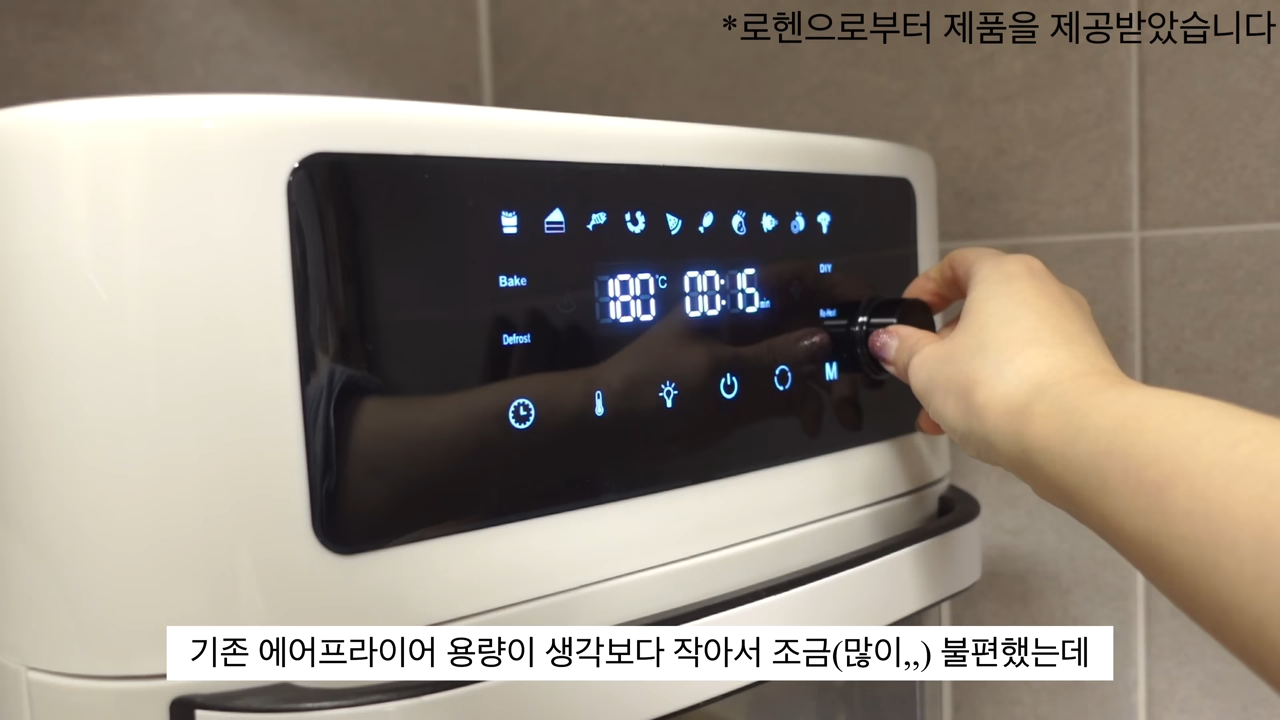 *로헨으로부터 제품을 제공받았습니다
Bake
180°C 00:15 min
DIY
Defrost
M
기존 에어프라이어 용량이 생각보다 작아서 조금(많이,,) 불편했는데